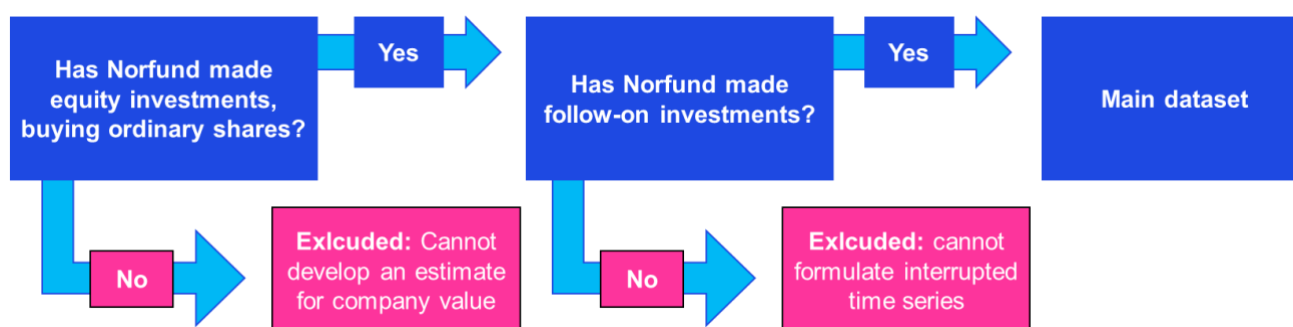 Has Norfund made
equity investments,
buying ordinary shares?
Yes
Has Norfund made
follow-on investments?
Yes
Main dataset
No
Exlcuded: Cannot
develop an estimate
for company value
No
Exlcuded: cannot
formulate interrupted
time series